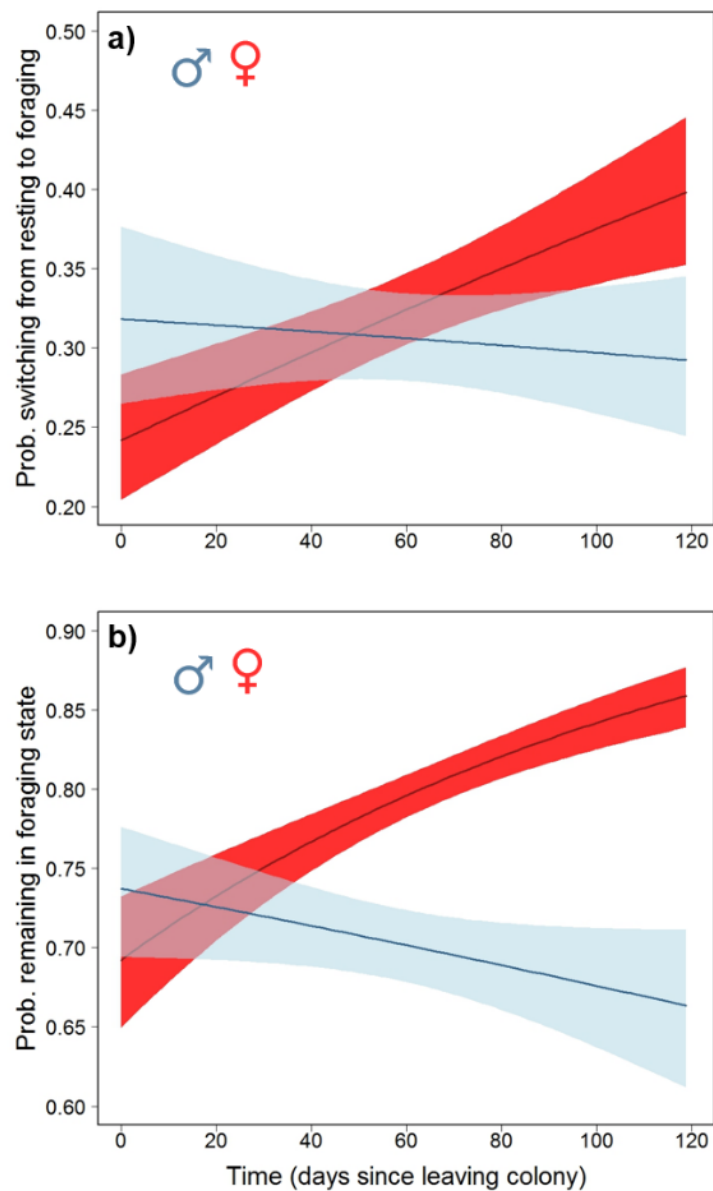 a)
♂ ♀
Prob. switching from resting to foraging
0.50
0.45
0.40
0.35
0.30
0.25
0.20
0 20 40 60 80 100 120
b)
♂ ♀
Prob. remaining in foraging state
0.90
0.85
0.80
0.75
0.70
0.65
0.60
0 20 40 60 80 100 120
Time (days since leaving colony)